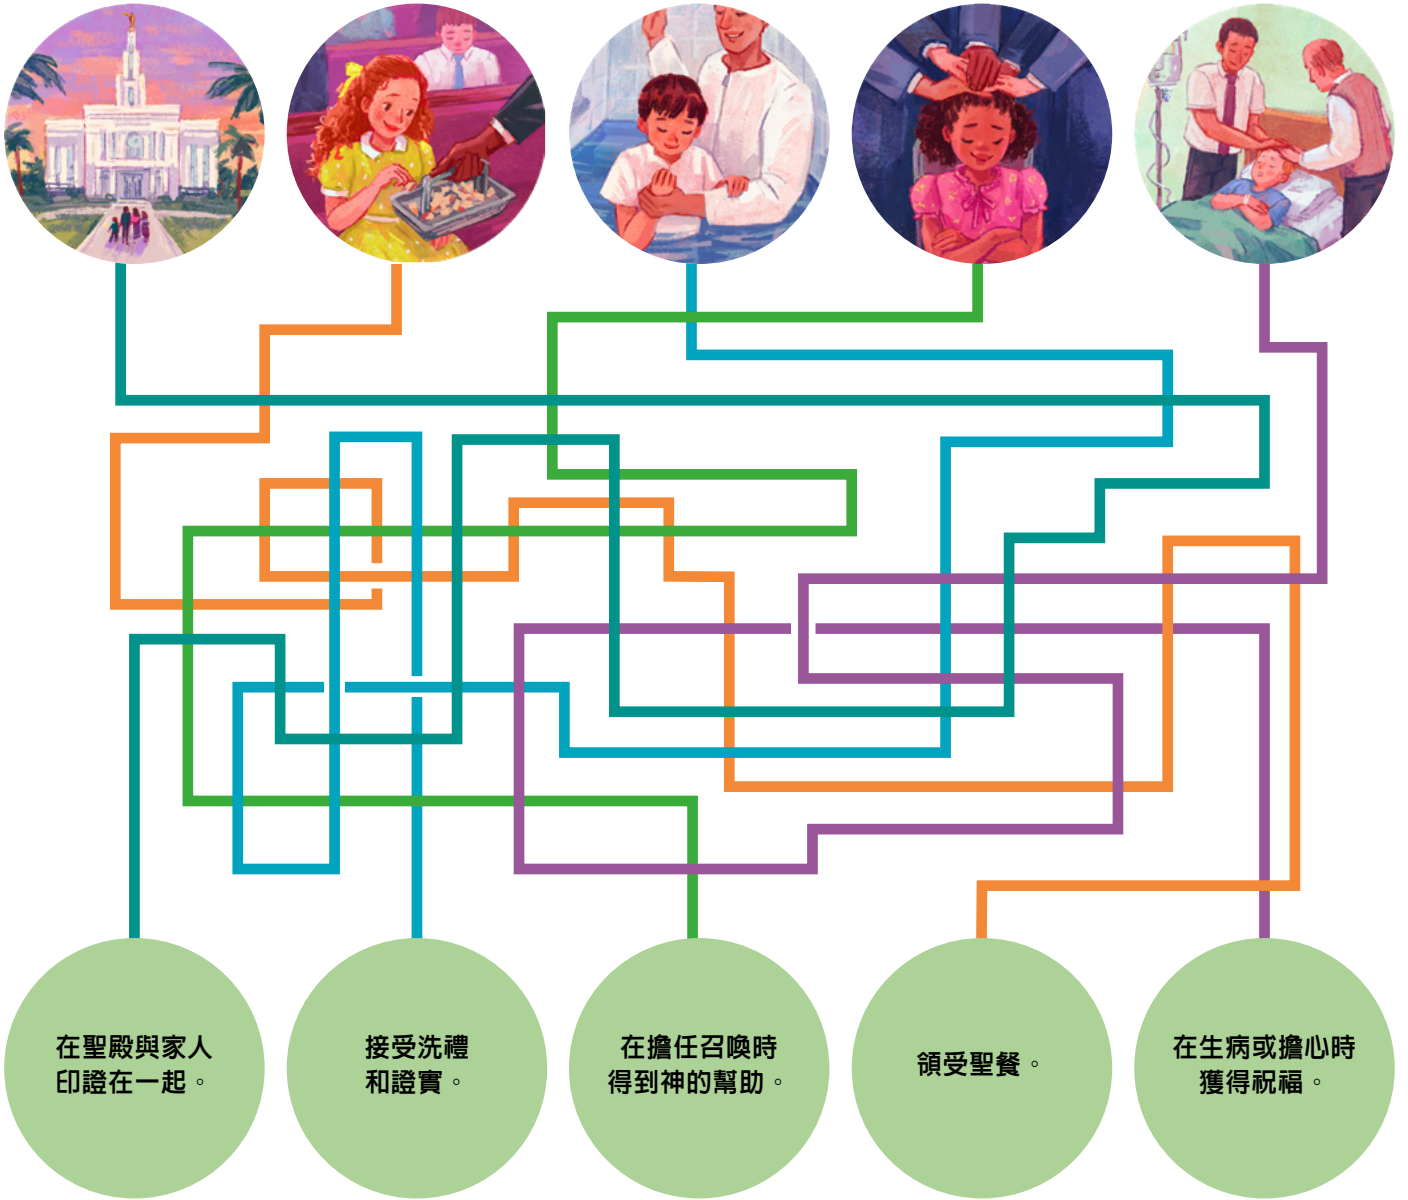 在聖殿與家人
印證在一起。
接受洗禮
和證實。
在擔任召喚時
得到神的幫助。
領受聖餐。
在生病或擔心時
獲得祝福。